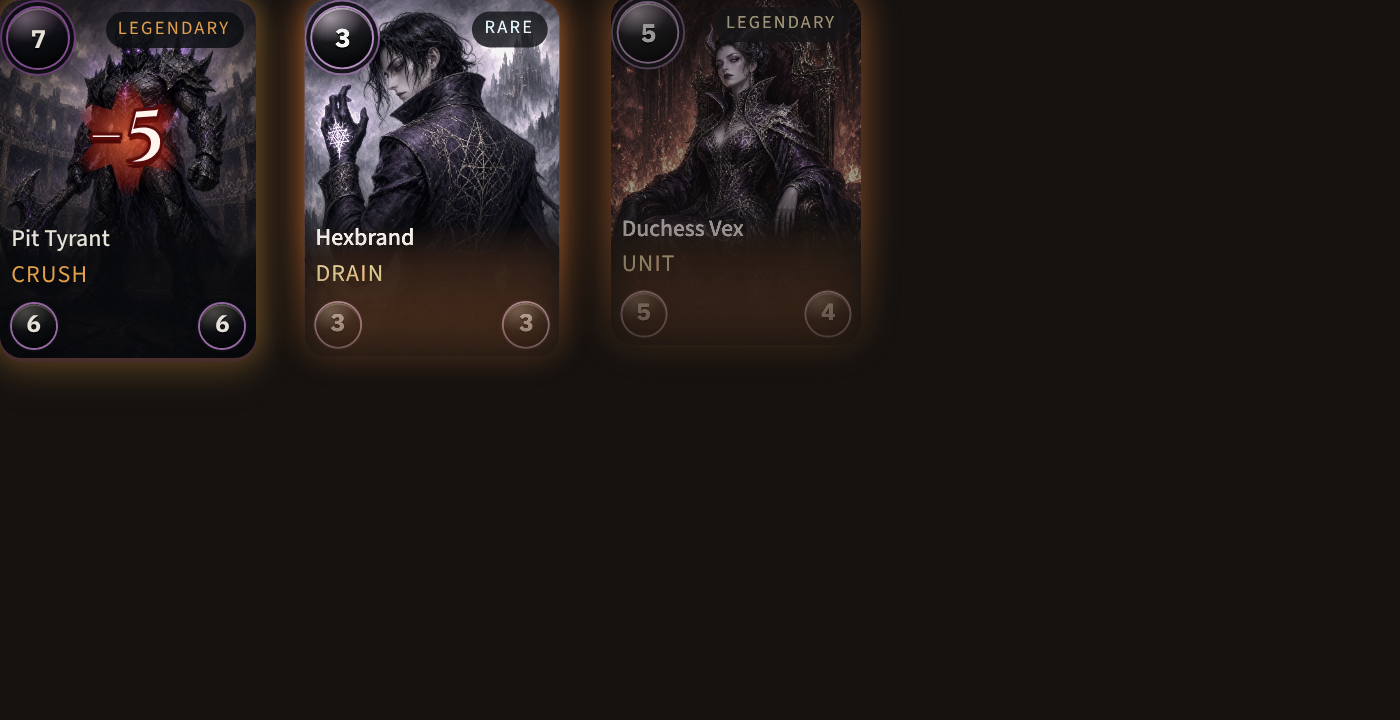 7
LEGENDARY
–5
Pit Tyrant
CRUSH
6
6
3
RARE
Hexbrand
DRAIN
3
3
5
LEGENDARY
Duchess Vex
UNIT
5
4